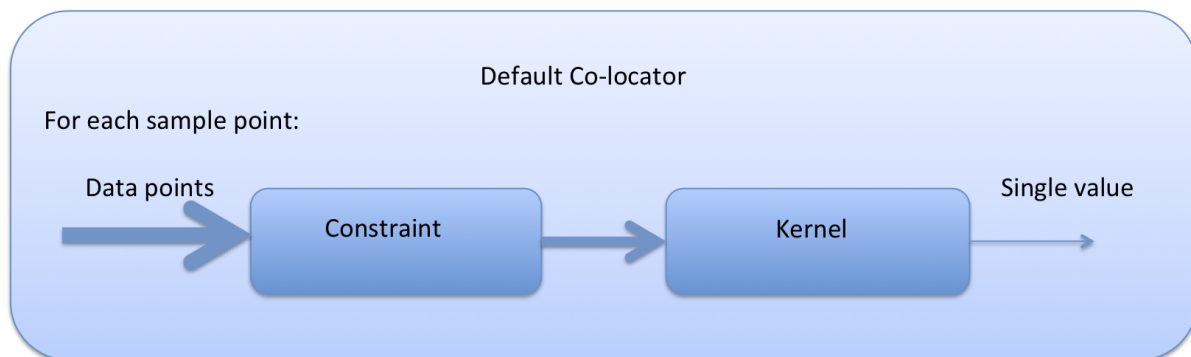 Default Co-locator
For each sample point:
Data points
Constraint
Kernel
Single value